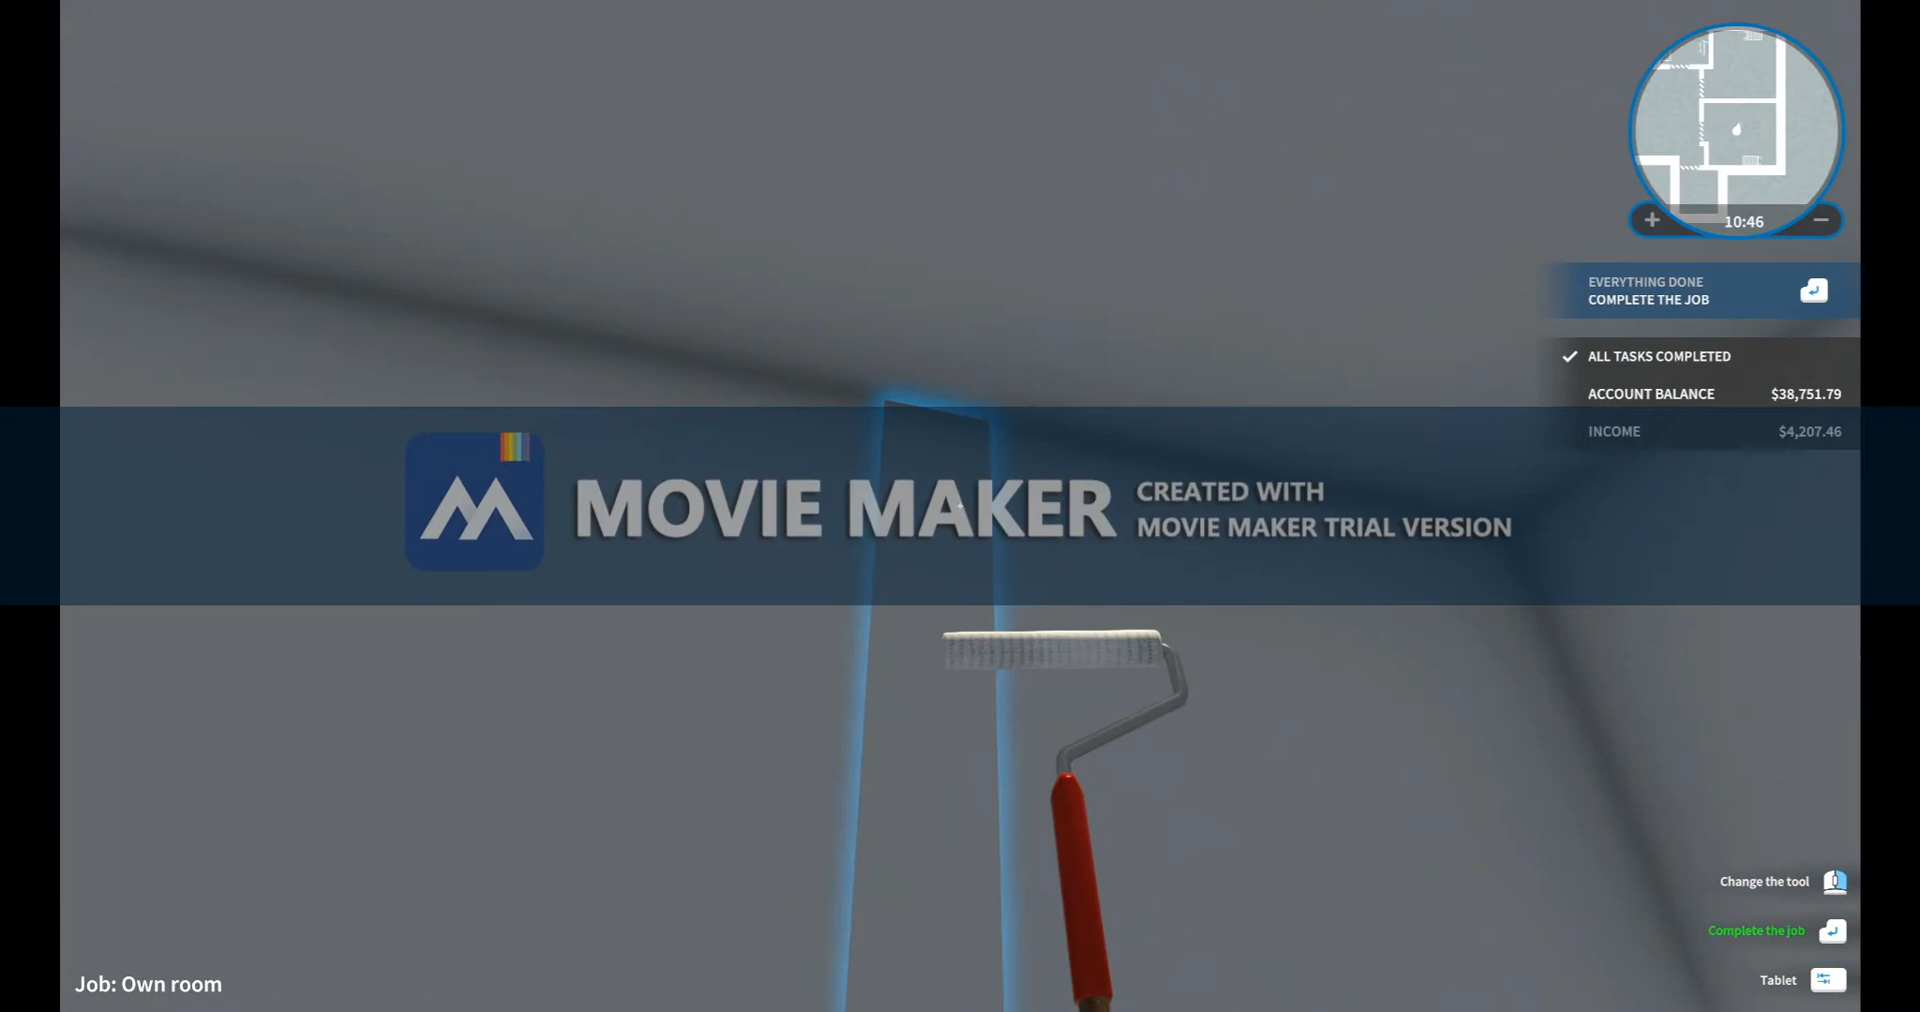 10:46
EVERYTHING DONE
COMPLETE THE JOB
ALL TASKS COMPLETED
ACCOUNT BALANCE $38,751.79
INCOME $4,207.46
MOVIE MAKER
CREATED WITH
MOVIE MAKER TRIAL VERSION
Change the tool
Complete the job
Tablet
Job: Own room